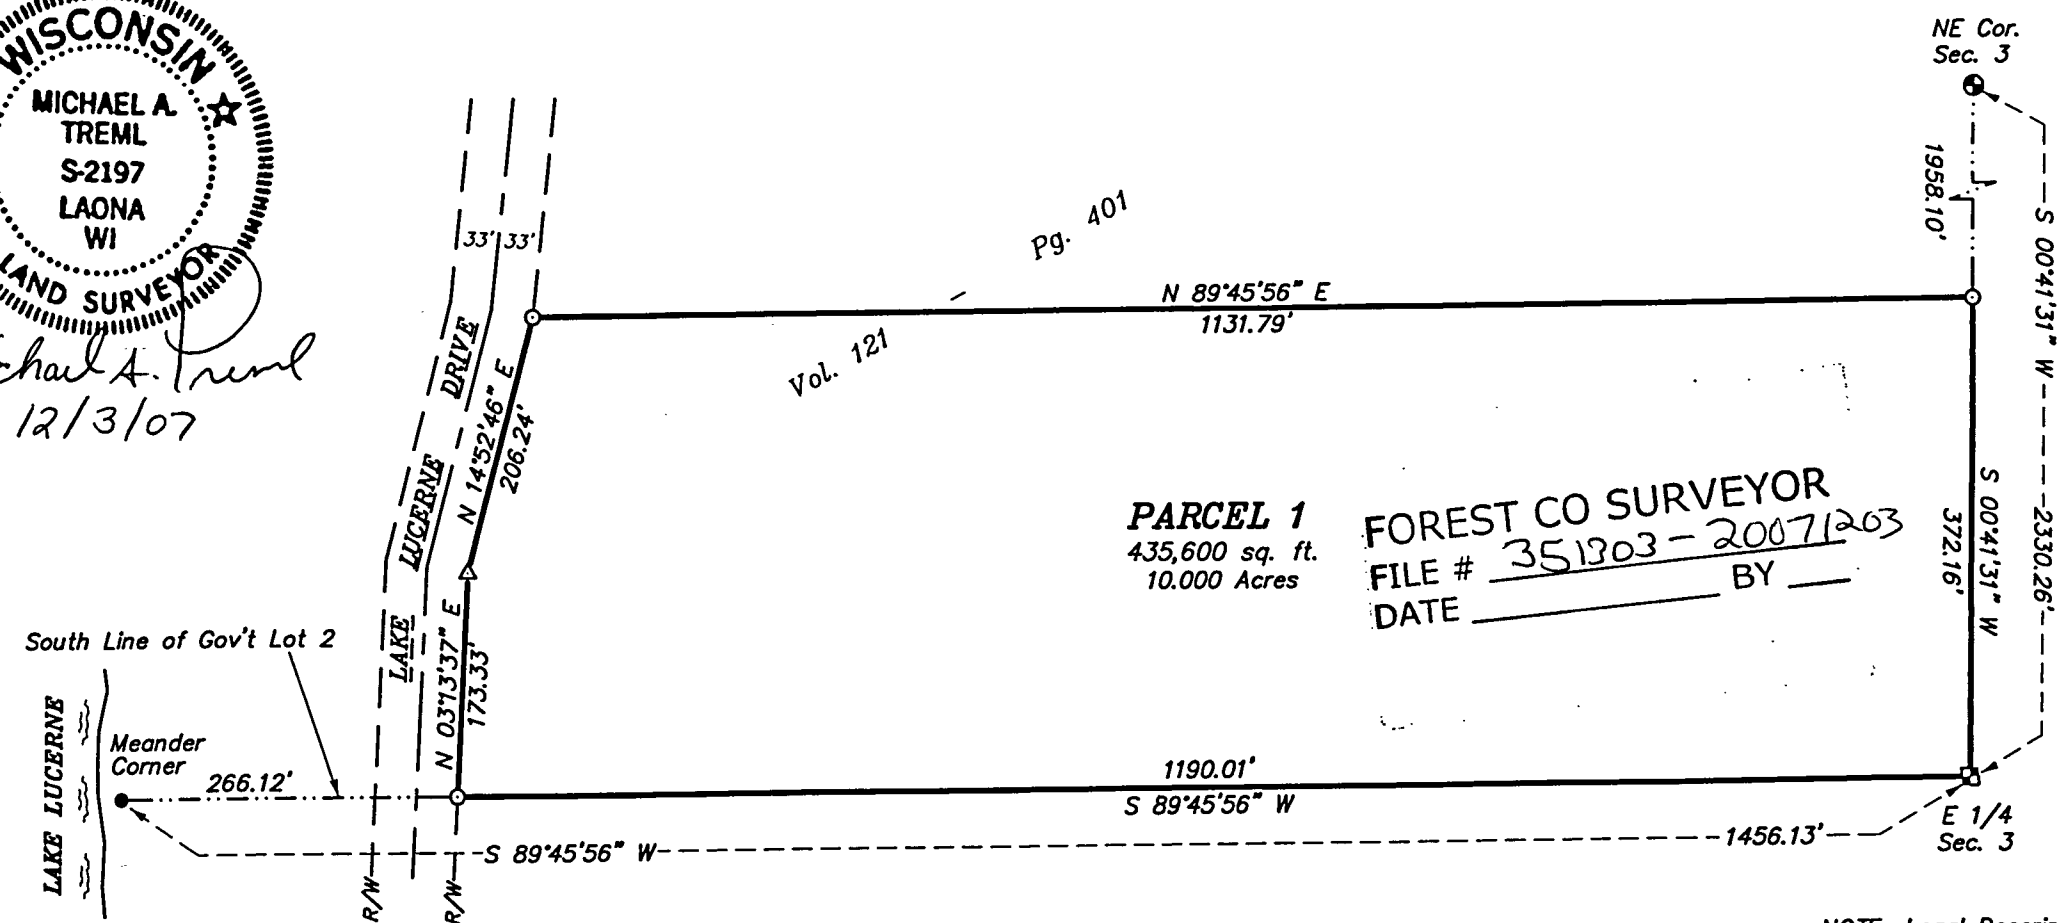 WISCONSIN
MICHAEL A.
TREML
S-2197
LAONA
WI
LAND SURVEYOR
A. Treml
12/3/07
NE Cor.
Sec. 3
1958.10'
S 00°41'31" W
2330.26'
33' 33'
Pg. 401
Vol. 121
N 89°45'56" E
1131.79'
LAKE LUCERNE DRIVE
N 14°52'46" E
206.24'
N 03°13'37" E
173.33'
PARCEL 1
435,600 sq. ft.
10.000 Acres
FOREST CO SURVEYOR
FILE # 351303-20071203
DATE BY
S 00°41'31" W
372.16'
South Line of Gov't Lot 2
LAKE LUCERNE
Meander
Corner
266.12'
1190.01'
S 89°45'56" W
S 89°45'56" W
1456.13'
E 1/4
Sec. 3
R/W
R/W